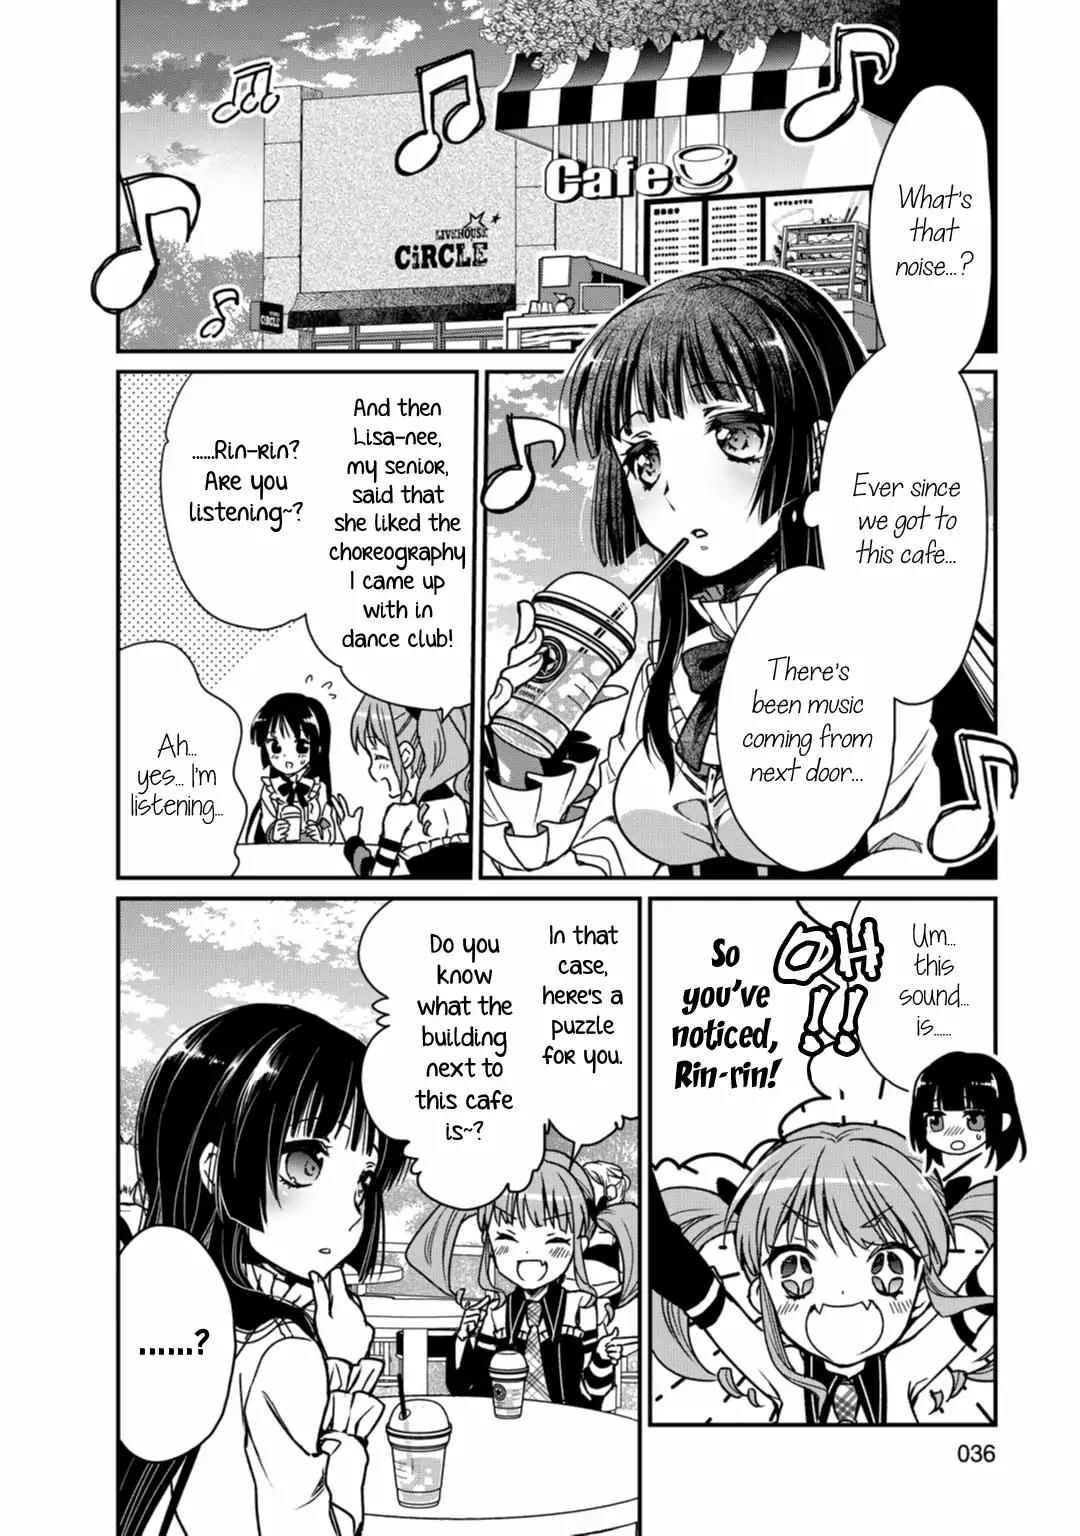 Cafe
LIVEHOUSE
CiRCLE
CiRCLE
What's
that
noise...?
Ever since
we got to
this cafe...
There's
been music
coming from
next door...
And then
Lisa-nee,
my senior,
said that
she liked the
choreography
I came up
with in
dance club!
......Rin-rin?
Are you
listening~?
Ah...
yes... I'm
listening...
Um...
this
sound...
is......
OH
!!
So
you've
noticed,
Rin-rin!
In that
case,
here's a
puzzle
for you.
Do you
know
what the
building
next to
this cafe
is~?
.......?
036